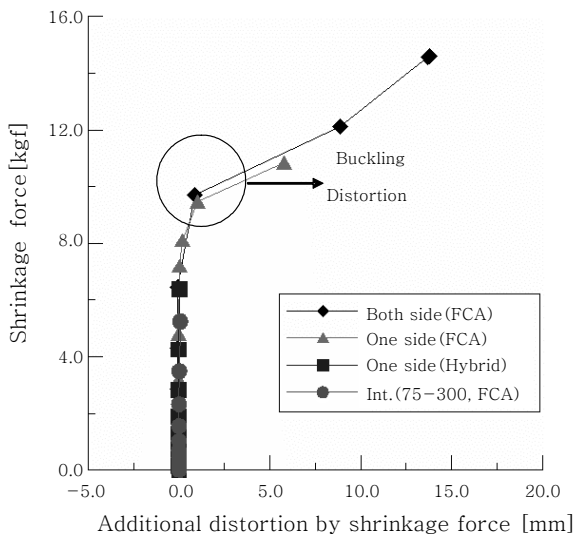 16.0
12.0
8.0
4.0
0.0
Shrinkage force[kgf]
Buckling
Distortion
Both side(FCA)
One side(FCA)
One side(Hybrid)
Int.(75-300, FCA)
-5.0 0.0 5.0 10.0 15.0 20.0
Additional distortion by shrinkage force [mm]